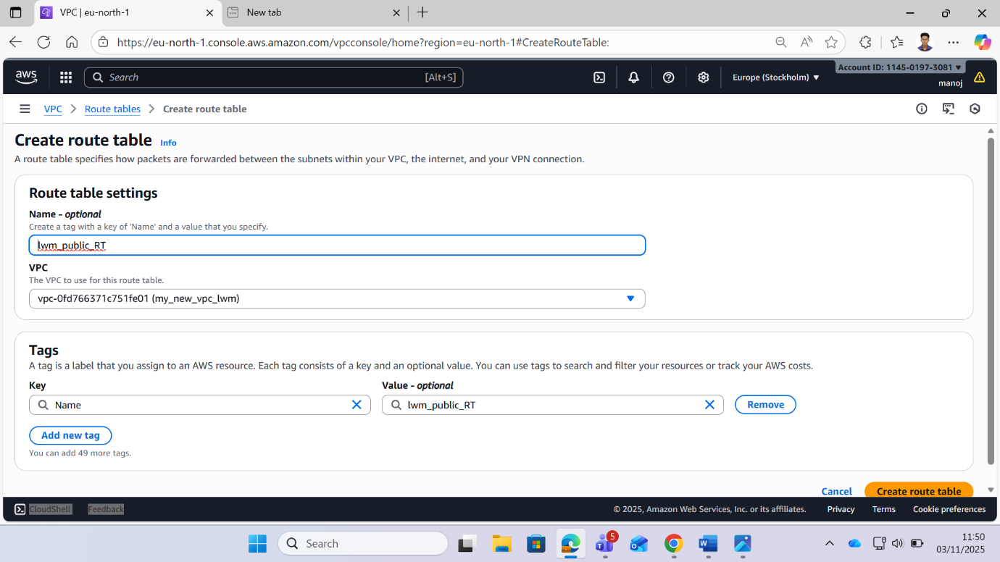 VPC | eu-north-1
New tab
https://eu-north-1.console.aws.amazon.com/vpcconsole/home?region=eu-north-1#CreateRouteTable:
aws
Search [Alt+S]
Europe (Stockholm)
Account ID: 1145-0197-3081
manoj
VPC > Route tables > Create route table
Create route table Info
A route table specifies how packets are forwarded between the subnets within your VPC, the internet, and your VPN connection.
Route table settings
Name - optional
Create a tag with a key of 'Name' and a value that you specify.
lwm_public_RT
VPC
The VPC to use for this route table.
vpc-0fd766371c751fe01 (my_new_vpc_lwm)
Tags
A tag is a label that you assign to an AWS resource. Each tag consists of a key and an optional value. You can use tags to search and filter your resources or track your AWS costs.
Key Value - optional
Name lwm_public_RT Remove
Add new tag
You can add 49 more tags.
Cancel Create route table
CloudShell Feedback © 2025, Amazon Web Services, Inc. or its affiliates. Privacy Terms Cookie preferences
Search
5
11:50
03/11/2025